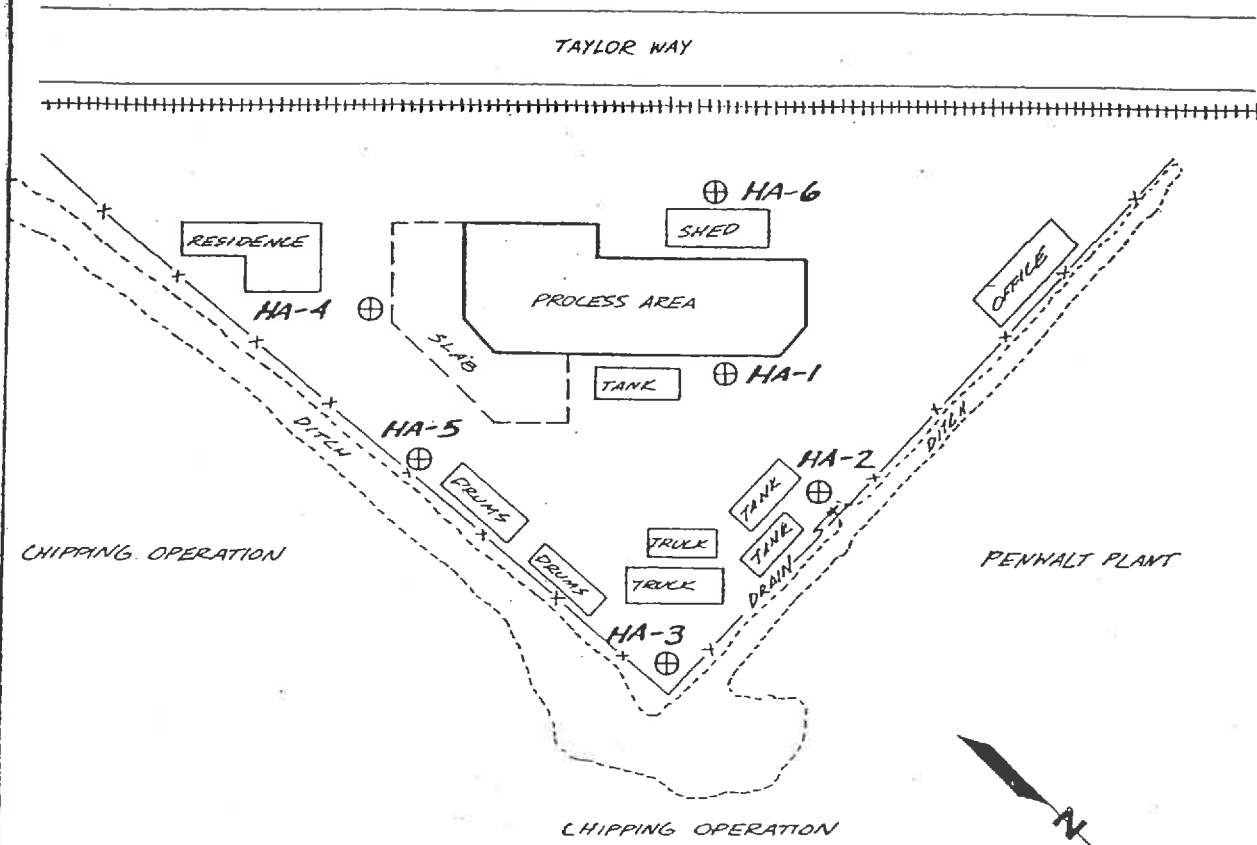 TAYLOR WAY
HA-6
SHED
RESIDENCE
OFFICE
PROCESS AREA
HA-4
SLAB
HA-1
TANK
DITCH
HA-5
DITCH
HA-2
DRUMS
TANK
TRUCK
TANK
CHIPPING OPERATION
PENWALT PLANT
DRUMS
TRUCK
DRAIN
HA-3
N
CHIPPING OPERATION